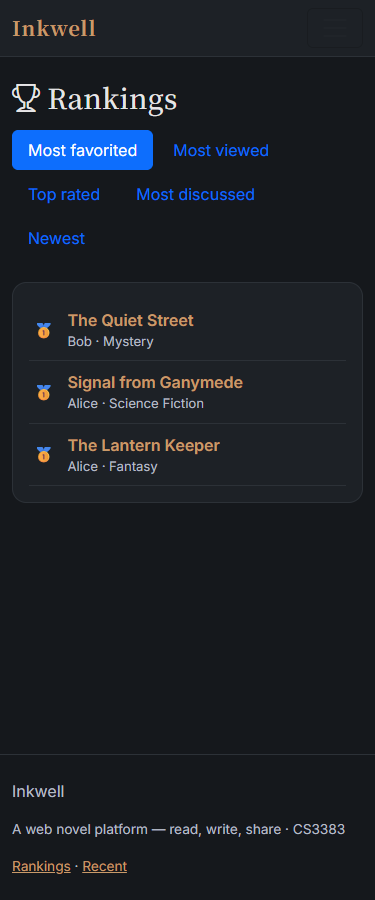 Inkwell
Rankings
Most favorited
Most viewed
Top rated
Most discussed
Newest
The Quiet Street
Bob · Mystery
Signal from Ganymede
Alice · Science Fiction
The Lantern Keeper
Alice · Fantasy
Inkwell
A web novel platform — read, write, share · CS3383
Rankings · Recent